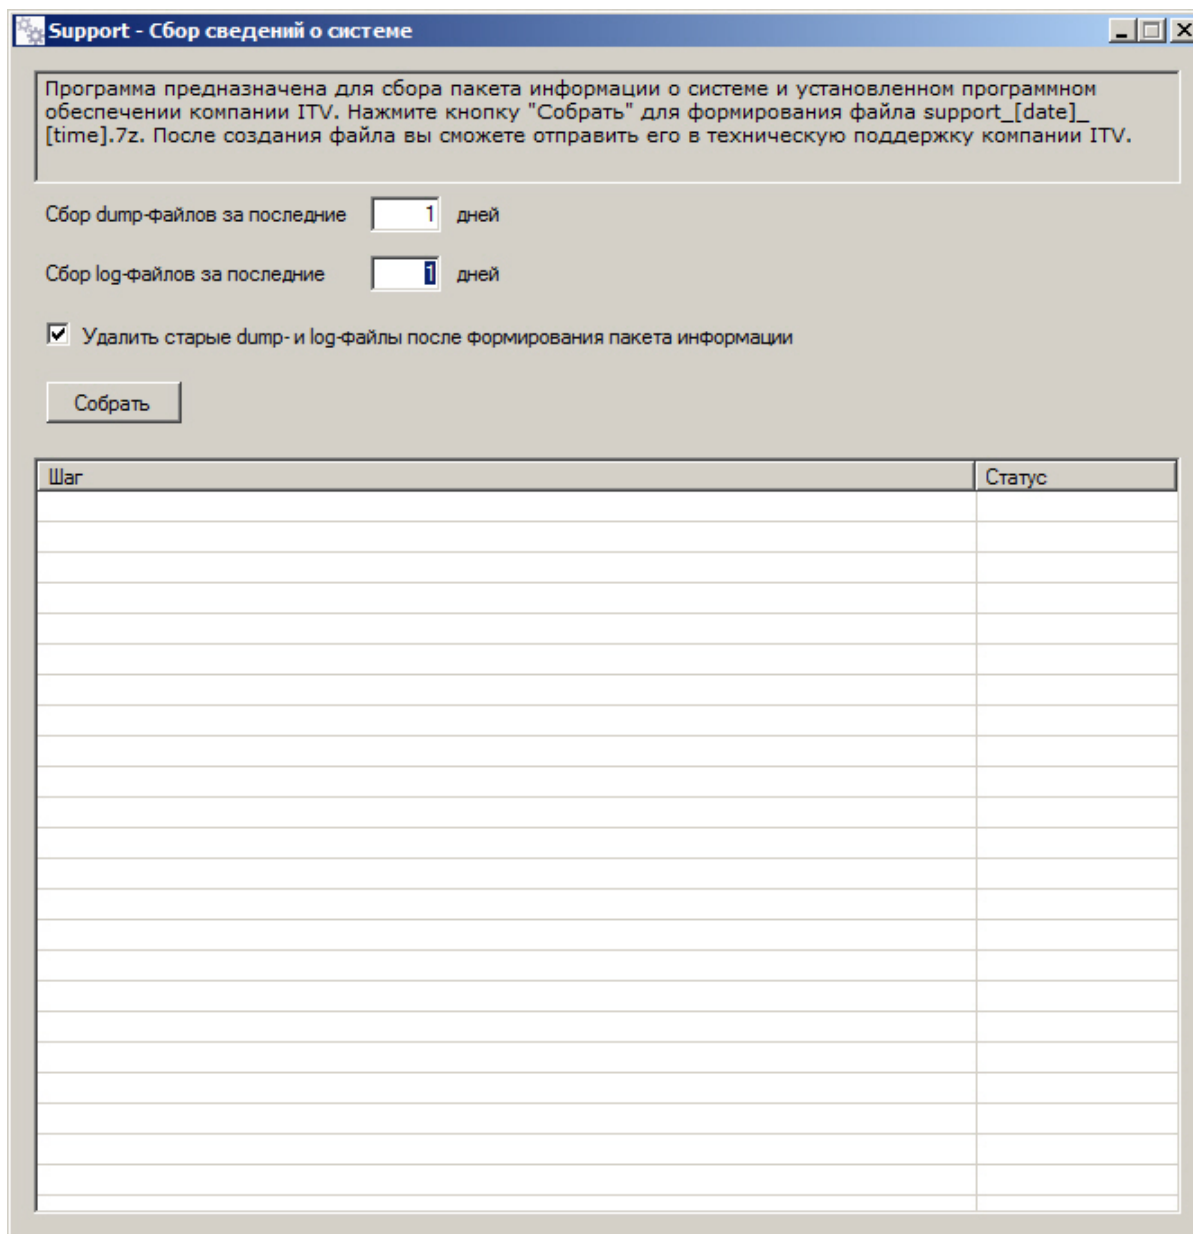 Support - Сбор сведений о системе
Программа предназначена для сбора пакета информации о системе и установленном программном
обеспечении компании ITV. Нажмите кнопку "Собрать" для формирования файла support_[date]_
[time].7z. После создания файла вы сможете отправить его в техническую поддержку компании ITV.
Сбор dump-файлов за последние 1 дней
Сбор log-файлов за последние 1 дней
Удалить старые dump- и log-файлы после формирования пакета информации
Собрать
Шаг Статус